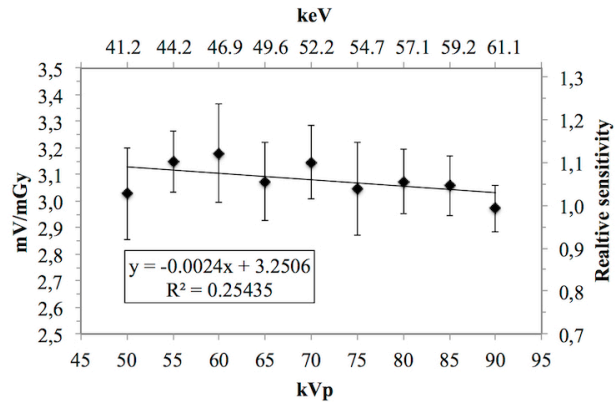 keV
41.2 44.2 46.9 49.6 52.2 54.7 57.1 59.2 61.1
3,5
3,4
3,3
3,2
3,1
3,0
2,9
2,8
2,7
2,6
2,5
mV/mGy
1,3
1,2
1,1
1,0
0,9
0,8
0,7
Realtive sensitivity
y = -0.0024x + 3.2506
R² = 0.25435
45 50 55 60 65 70 75 80 85 90 95
kVp